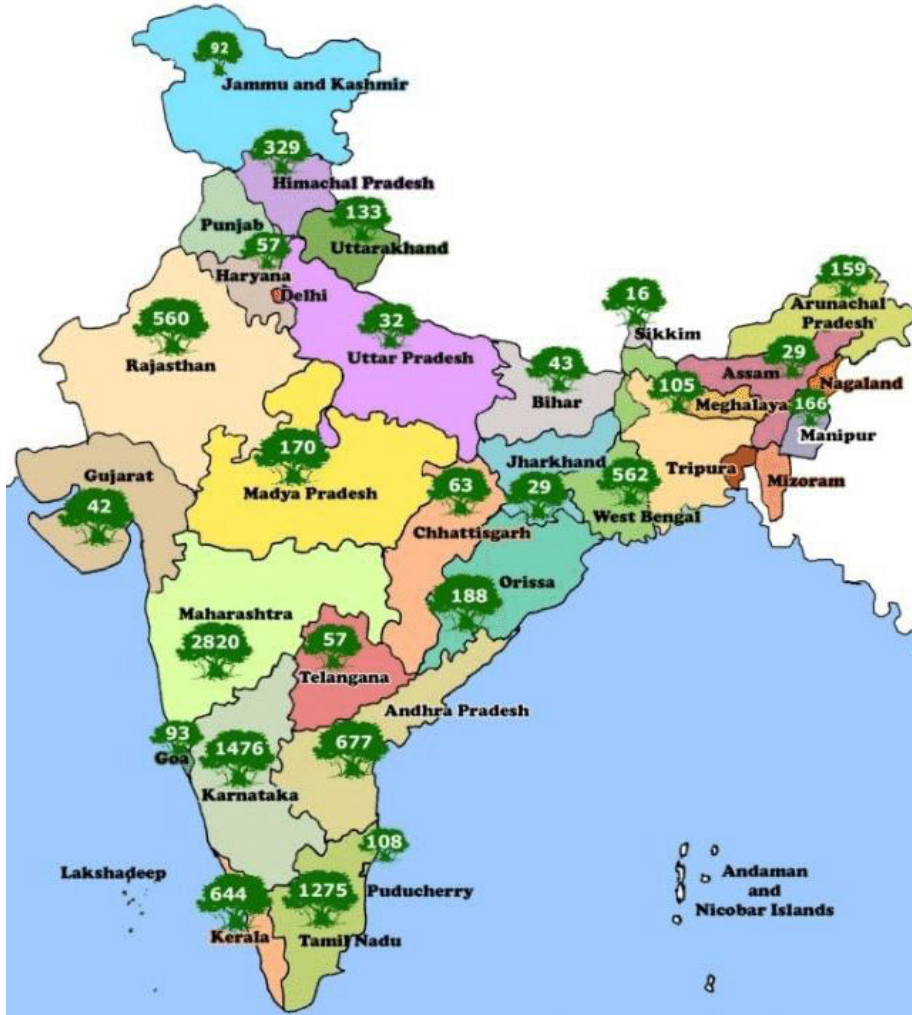 92
Jammu and Kashmir
329
Himachal Pradesh
133
Punjab
Uttarakhand
57
Haryana
Delhi
159
Arunachal
Pradesh
16
Sikkim
560
Rajasthan
32
Uttar Pradesh
29
Assam
43
Bihar
105
Meghalaya
Nagaland
166
Manipur
170
Madya Pradesh
Gujarat
42
Jharkhand
29
63
Chhattisgarh
562
West Bengal
Tripura
Mizoram
Orissa
188
Maharashtra
2820
57
Telangana
Andhra Pradesh
677
93
Goa
1476
Karnataka
108
Puducherry
Lakshadeep
644
Kerala
1275
Tamil Nadu
Andaman
and
Nicobar Islands